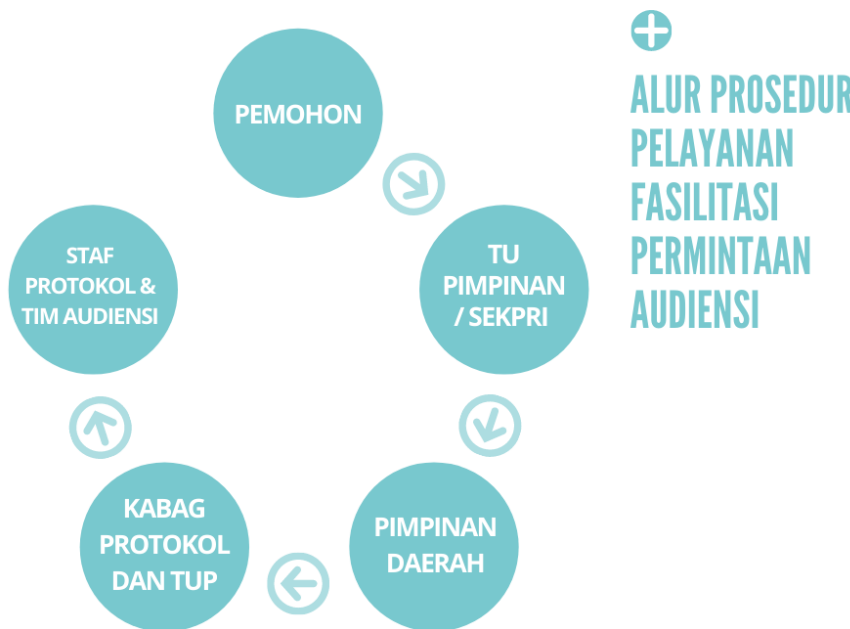 ALUR PROSEDUR
PELAYANAN
FASILITASI
PERMINTAAN
AUDIENSI
PEMOHON
TU
PIMPINAN
/ SEKPRI
PIMPINAN
DAERAH
KABAG
PROTOKOL
DAN TUP
STAF
PROTOKOL &
TIM AUDIENSI